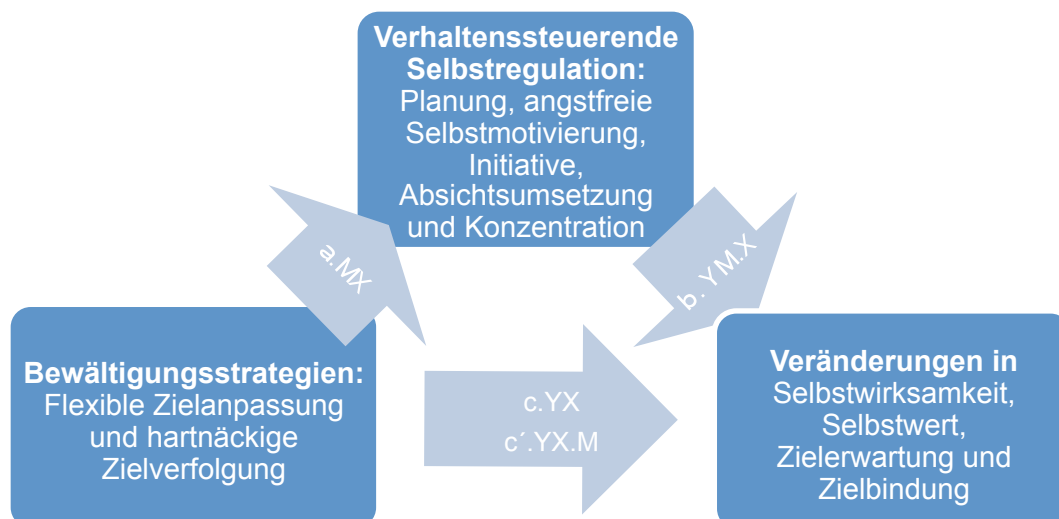 Verhaltenssteuerende
Selbstregulation:
Planung, angstfreie
Selbstmotivierung,
Initiative,
Absichtsumsetzung
und Konzentration
a.MX
b. YM.X
Bewältigungsstrategien:
Flexible Zielanpassung
und hartnäckige
Zielverfolgung
c.YX
c´.YX.M
Veränderungen in
Selbstwirksamkeit,
Selbstwert,
Zielerwartung und
Zielbindung